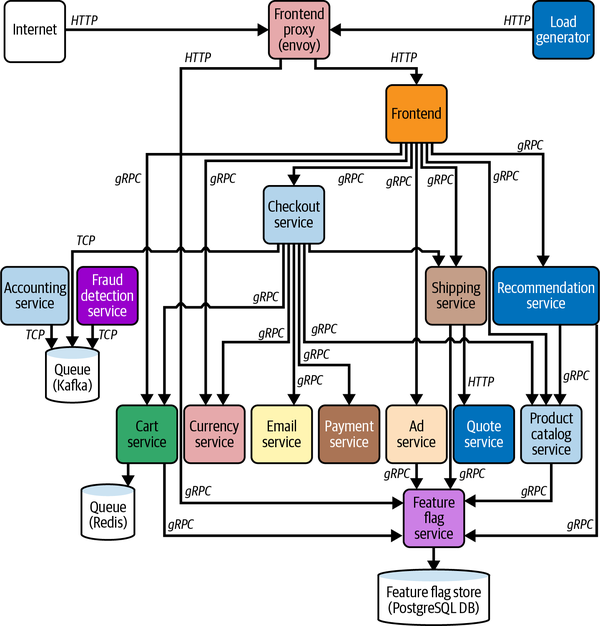 Internet
HTTP
Frontend
proxy
(envoy)
HTTP
Load
generator
HTTP
HTTP
Frontend
gRPC
gRPC
gRPC
gRPC
gRPC
gRPC
gRPC
Checkout
service
TCP
Accounting
service
Fraud
detection
service
Shipping
service
Recommendation
service
TCP
TCP
gRPC
gRPC
Queue
(Kafka)
gRPC
HTTP
gRPC
Cart
service
Currency
service
Email
service
Payment
service
Ad
service
Quote
service
Product
catalog
service
gRPC
gRPC
Queue
(Redis)
gRPC
gRPC
Feature
flag
service
gRPC
gRPC
Feature flag store
(PostgreSQL DB)